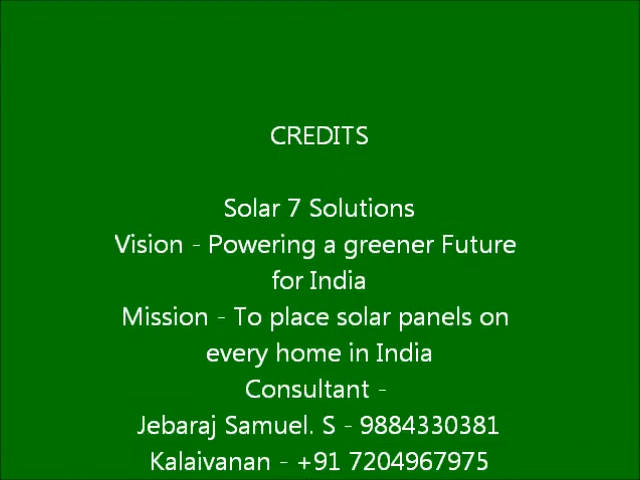 CREDITS
Solar 7 Solutions
Vision - Powering a greener Future
for India
Mission - To place solar panels on
every home in India
Consultant -
Jebaraj Samuel. S - 9884330381
Kalaivanan - +91 7204967975